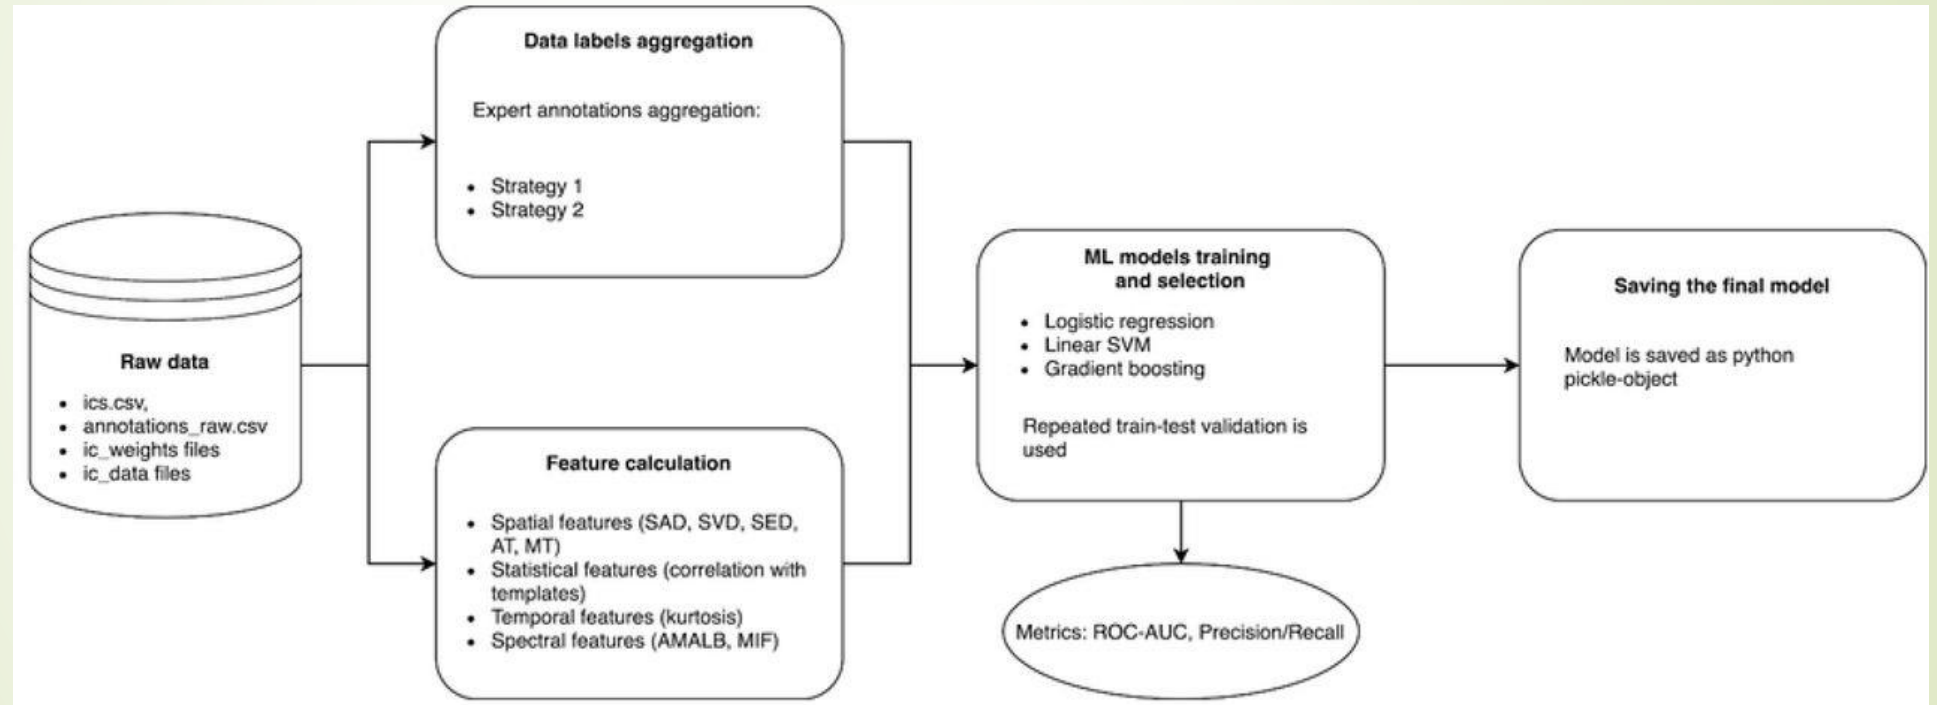 Data labels aggregation
Expert annotations aggregation:
• Strategy 1
• Strategy 2
Raw data
• ics.csv,
• annotations_raw.csv
• ic_weights files
• ic_data files
Feature calculation
• Spatial features (SAD, SVD, SED,
AT, MT)
• Statistical features (correlation with
templates)
• Temporal features (kurtosis)
• Spectral features (AMALB, MIF)
ML models training
and selection
• Logistic regression
• Linear SVM
• Gradient boosting
Repeated train-test validation is
used
Metrics: ROC-AUC, Precision/Recall
Saving the final model
Model is saved as python
pickle-object